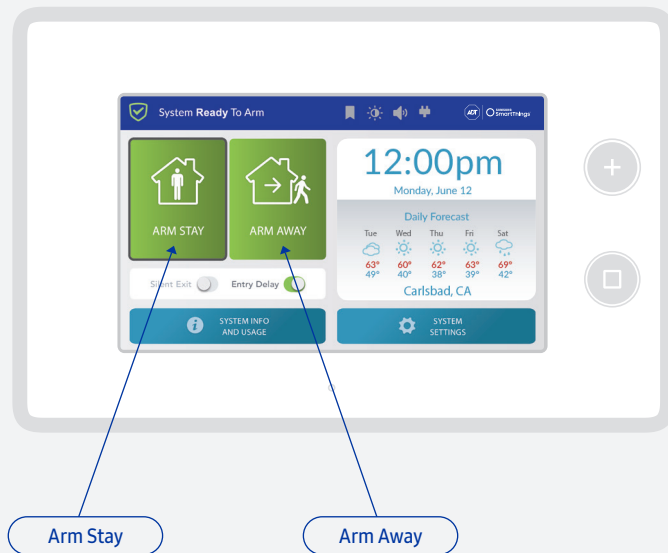 System Ready To Arm
ADT
SAMSUNG
SmartThings
ARM STAY
ARM AWAY
12:00pm
Monday, June 12
Daily Forecast
Tue Wed Thu Fri Sat
63° 60° 62° 63° 69°
49° 40° 38° 39° 42°
Carlsbad, CA
Silent Exit
Entry Delay
i
SYSTEM INFO
AND USAGE
SYSTEM
SETTINGS
Arm Stay
Arm Away